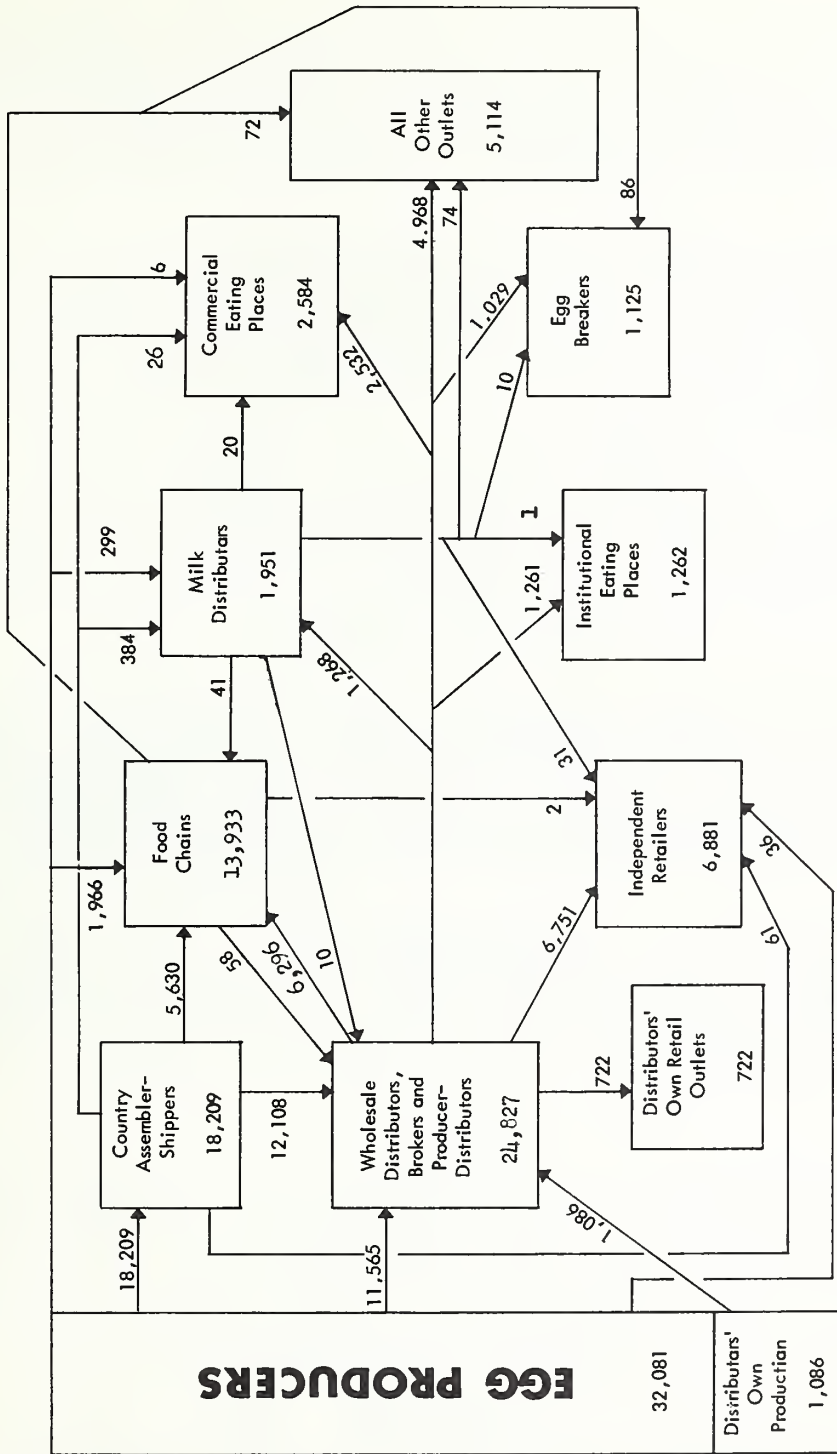 EGG PRODUCERS
32,081
Distributars'
Own
Production
1,086
18,209
11,565
1,086
Country
Assembler-
Shippers
18,209
12,108
5,630
Wholesale
Distributors,
Brokers and
Producer-
Distributors
24,827
722
Distributors'
Own Retail
Outlets
722
1,966
58
6,296
10
6,751
Food
Chains
13,933
2
41
Independent
Retailers
6,881
61
36
31
384
299
Milk
Distributars
1,951
1,268
20
1,261
1
Institutional
Eating
Places
1,262
26
6
Commercial
Eating
Places
2,584
2,532
10
1.029
Egg
Breakers
1,125
86
4.968
74
72
All
Other
Outlets
5,114